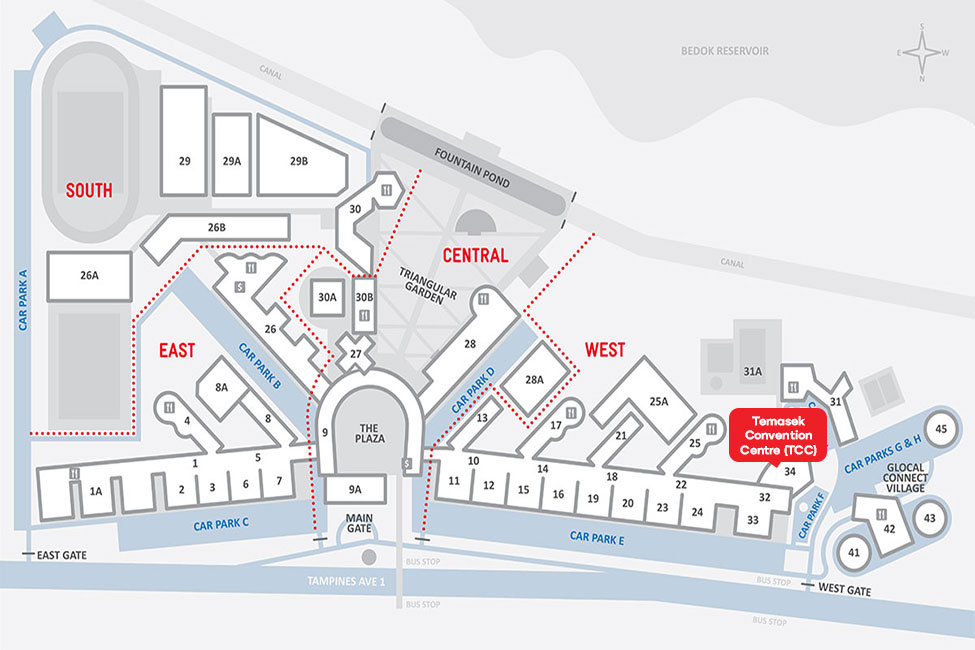 S
E
W
N
BEDOK RESERVOIR
CANAL
FOUNTAIN POND
29
29A
29B
SOUTH
30
26B
CENTRAL
26A
TRIANGULAR
GARDEN
CANAL
CAR PARK A
$
30A
30B
26
27
28
EAST
WEST
CAR PARK B
CAR PARK D
8A
28A
31A
31
25A
4
8
9
THE
PLAZA
13
17
21
25
Temasek
Convention
Centre (TCC)
45
CAR PARKS G & H
GLOCAL
CONNECT
VILLAGE
1
5
$
10
14
18
22
34
32
1A
2
3
6
7
9A
11
12
15
16
19
20
23
24
33
CAR PARK F
42
43
41
CAR PARK C
MAIN
GATE
CAR PARK E
EAST GATE
BUS STOP
TAMPINES AVE 1
BUS STOP
WEST GATE
BUS STOP
BUS STOP